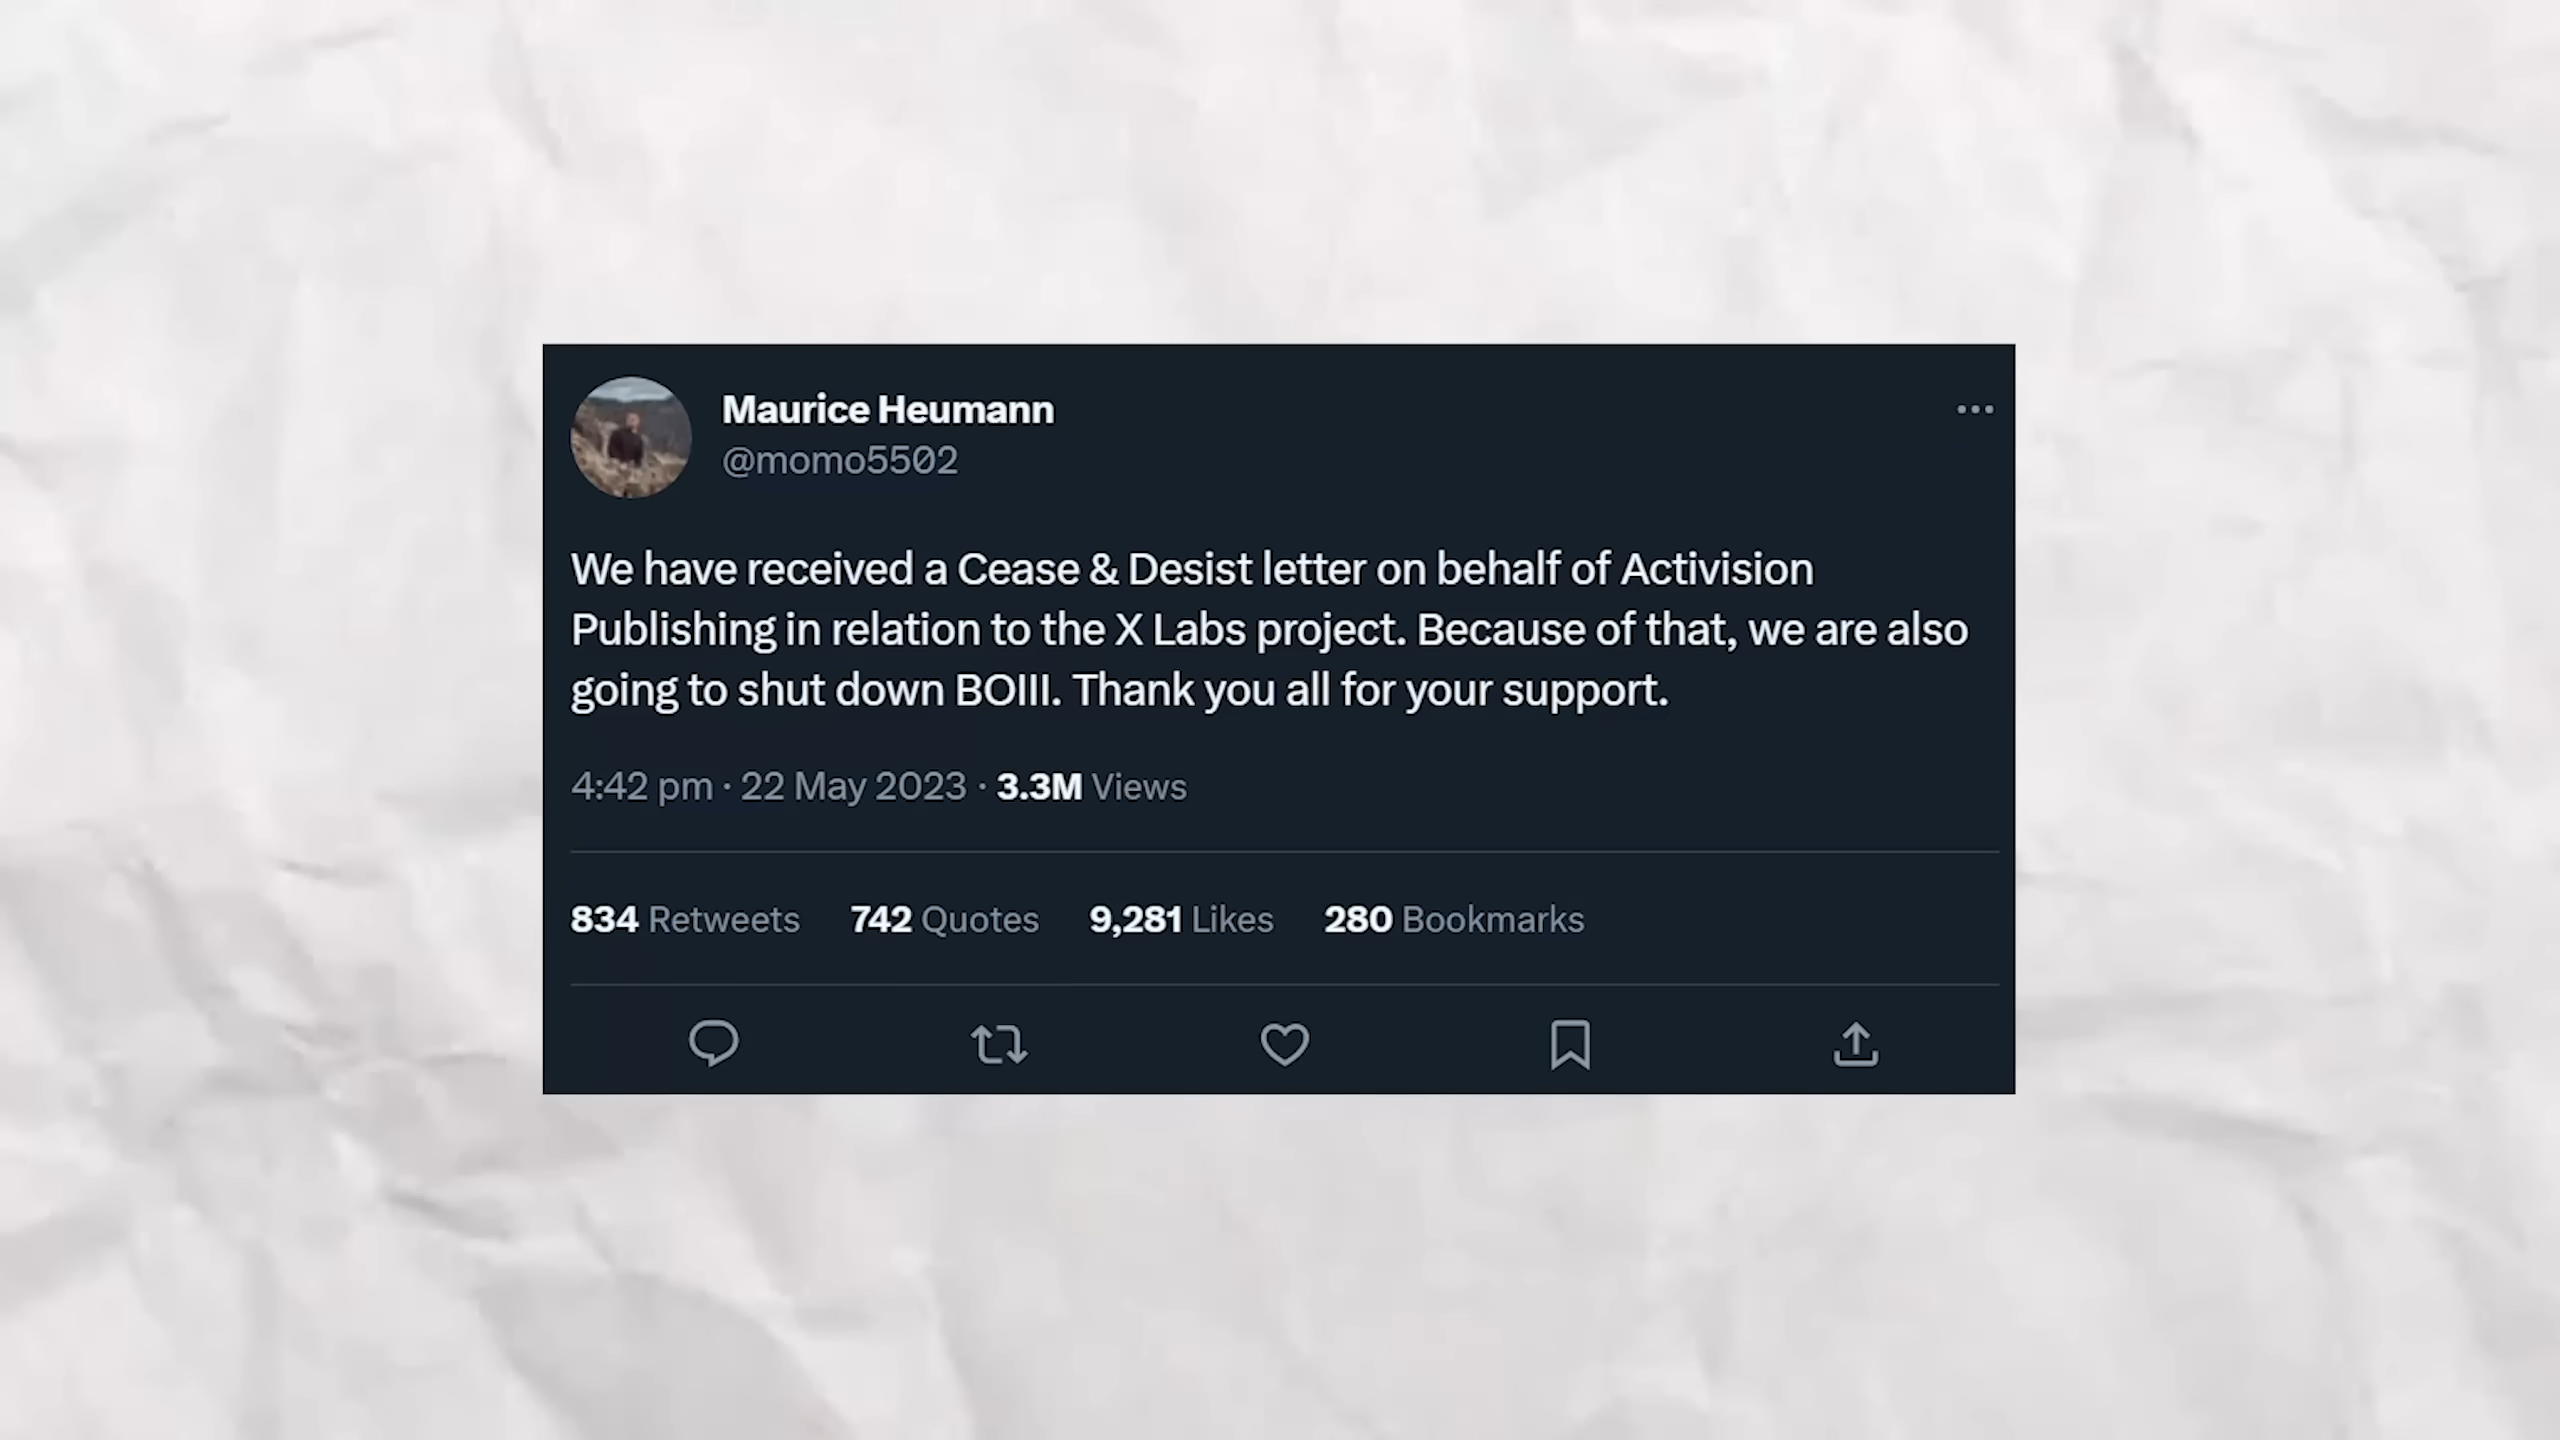 Maurice Heumann
@momo5502
We have received a Cease & Desist letter on behalf of Activision
Publishing in relation to the X Labs project. Because of that, we are also
going to shut down BOIII. Thank you all for your support.
4:42 pm · 22 May 2023 · 3.3M Views
834 Retweets 742 Quotes 9,281 Likes 280 Bookmarks